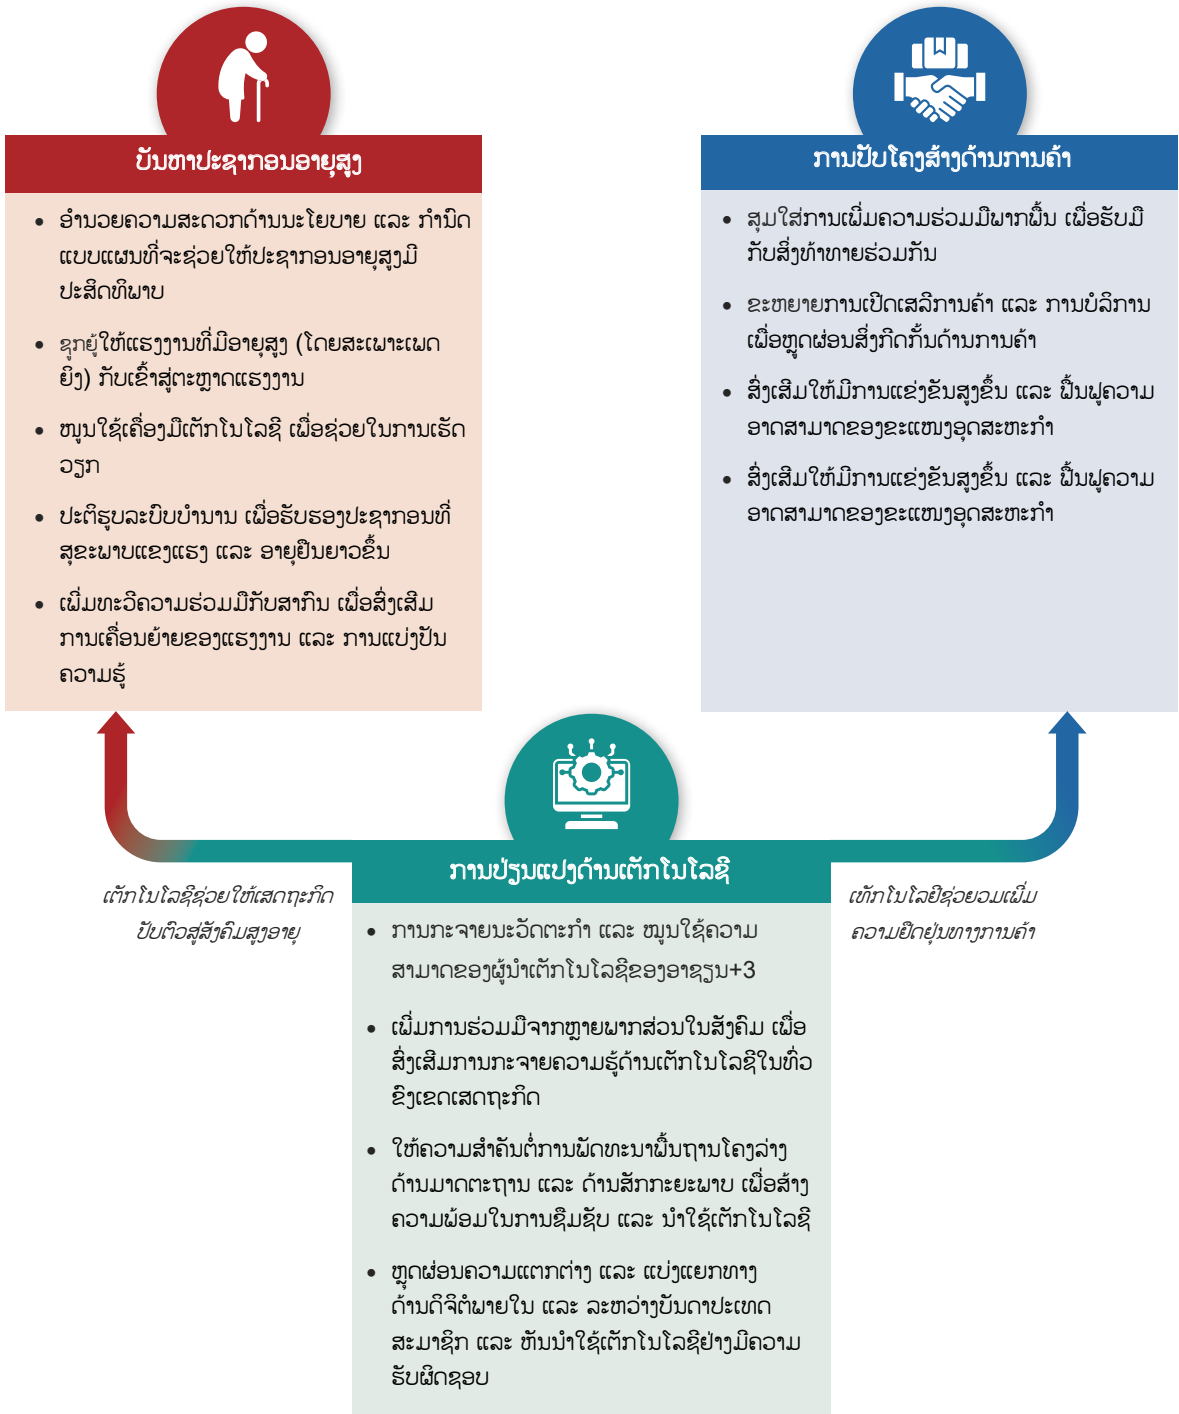 ບັນຫາປະຊາກອນອາຍຸສູງ
• ອຳນວຍຄວາມສະດວກດ້ານນະໂຍບາຍ ແລະ ກຳນົດ
ແບບແຜນທີ່ຈະຊ່ວຍໃຫ້ປະຊາກອນອາຍຸສູງມີ
ປະສິດທິພາບ
• ຊຸກຍູ້ໃຫ້ແຮງງານທີ່ມີອາຍຸສູງ (ໂດຍສະເພາະເພດ
ຍິງ) ກັບເຂົ້າສູ່ຕະຫຼາດແຮງງານ
• ໜູນໃຊ້ເຄື່ອງມືເຕັກໂນໂລຊີ ເພື່ອຊ່ວຍໃນການເຮັດ
ວຽກ
• ປະຕິຮູບລະບົບບຳນານ ເພື່ອຮັບຮອງປະຊາກອນທີ່
ສຸຂະພາບແຂງແຮງ ແລະ ອາຍຸຢືນຍາວຂຶ້ນ
• ເພີ່ມທະວີຄວາມຮ່ວມມືກັບສາກົນ ເພື່ອສົ່ງເສີມ
ການເຄື່ອນຍ້າຍຂອງແຮງງານ ແລະ ການແບ່ງປັນ
ຄວາມຮູ້
ການປັບໂຄງສ້າງດ້ານການຄ້າ
• ສຸມໃສ່ການເພີ່ມຄວາມຮ່ວມມືພາກພື້ນ ເພື່ອຮັບມື
ກັບສິ່ງທ້າທາຍຮ່ວມກັນ
• ຂະຫຍາຍການເປີດເສລີການຄ້າ ແລະ ການບໍລິການ
ເພື່ອຫຼຸດຜ່ອນສິ່ງກີດກັ້ນດ້ານການຄ້າ
• ສົ່ງເສີມໃຫ້ມີການແຂ່ງຂັນສູງຂຶ້ນ ແລະ ຟື້ນຟູຄວາມ
ອາດສາມາດຂອງຂະແໜງອຸດສະຫະກຳ
• ສົ່ງເສີມໃຫ້ມີການແຂ່ງຂັນສູງຂຶ້ນ ແລະ ຟື້ນຟູຄວາມ
ອາດສາມາດຂອງຂະແໜງອຸດສະຫະກຳ
ເຕັກໂນໂລຊີຊ່ວຍໃຫ້ເສດຖະກິດ
ປັບຕົວສູ່ສັງຄົມສູງອາຍຸ
ເທັກໂນໂລຢີຊ່ວຍວມເພີ່ມ
ຄວາມຢືດຢຸ່ນທາງການຄ້າ
ການປ່ຽນແປງດ້ານເຕັກໂນໂລຊີ
• ການກະຈາຍນະວັດຕະກຳ ແລະ ໝູນໃຊ້ຄວາມ
ສາມາດຂອງຜູ້ນຳເຕັກໂນໂລຊີຂອງອາຊຽນ+3
• ເພີ່ມການຮ່ວມມືຈາກຫຼາຍພາກສ່ວນໃນສັງຄົມ ເພື່ອ
ສົ່ງເສີມການກະຈາຍຄວາມຮູ້ດ້ານເຕັກໂນໂລຊີໃນທົ່ວ
ຂົງເຂດເສດຖະກິດ
• ໃຫ້ຄວາມສຳຄັນຕໍ່ການພັດທະນາພື້ນຖານໂຄງລ່າງ
ດ້ານມາດຕະຖານ ແລະ ດ້ານສັກກະຍະພາບ ເພື່ອສ້າງ
ຄວາມພ້ອມໃນການຊຶມຊັບ ແລະ ນຳໃຊ້ເຕັກໂນໂລຊີ
• ຫຼຸດຜ່ອນຄວາມແຕກຕ່າງ ແລະ ແບ່ງແຍກທາງ
ດ້ານດິຈິຕໍພາຍໃນ ແລະ ລະຫວ່າງບັນດາປະເທດ
ສະມາຊິກ ແລະ ຫັນນຳໃຊ້ເຕັກໂນໂລຊີຢ່າງມີຄວາມ
ຮັບຜິດຊອບ